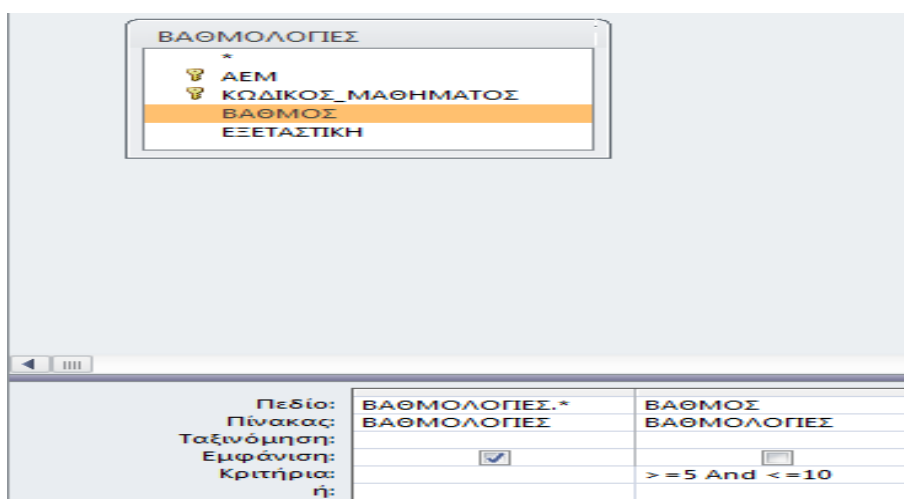 ΒΑΘΜΟΛΟΓΙΕΣ
*
ΑΕΜ
ΚΩΔΙΚΟΣ_ΜΑΘΗΜΑΤΟΣ
ΒΑΘΜΟΣ
ΕΞΕΤΑΣΤΙΚΗ
Πεδίο: ΒΑΘΜΟΛΟΓΙΕΣ.* ΒΑΘΜΟΣ
Πίνακας: ΒΑΘΜΟΛΟΓΙΕΣ ΒΑΘΜΟΛΟΓΙΕΣ
Ταξινόμηση:
Εμφάνιση:
Κριτήρια: >=5 And <=10
ή: